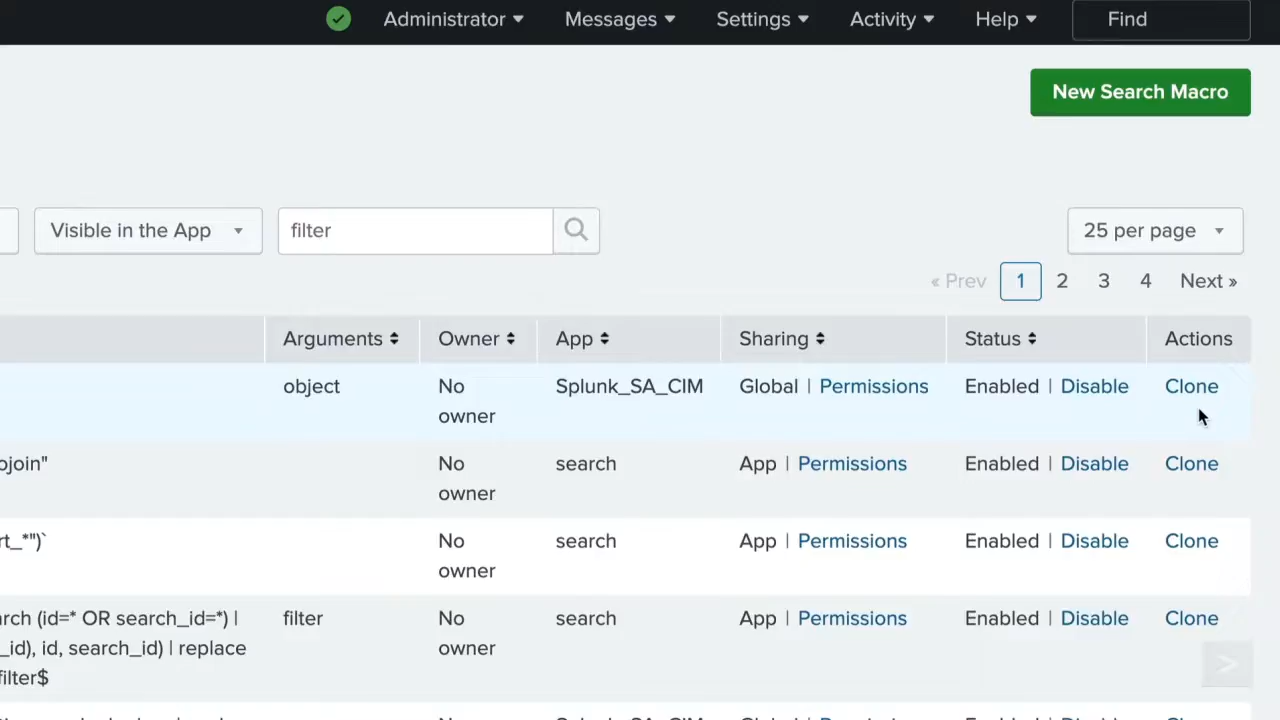 Administrator Messages Settings Activity Help Find
New Search Macro
Visible in the App filter 25 per page
« Prev 1 2 3 4 Next »
Arguments Owner App Sharing Status Actions
object No owner Splunk_SA_CIM Global | Permissions Enabled | Disable Clone
ojoin" No owner search App | Permissions Enabled | Disable Clone
rt_*")` No owner search App | Permissions Enabled | Disable Clone
rch (id=* OR search_id=*) | filter No owner search App | Permissions Enabled | Disable Clone
_id), id, search_id) | replace
filter$